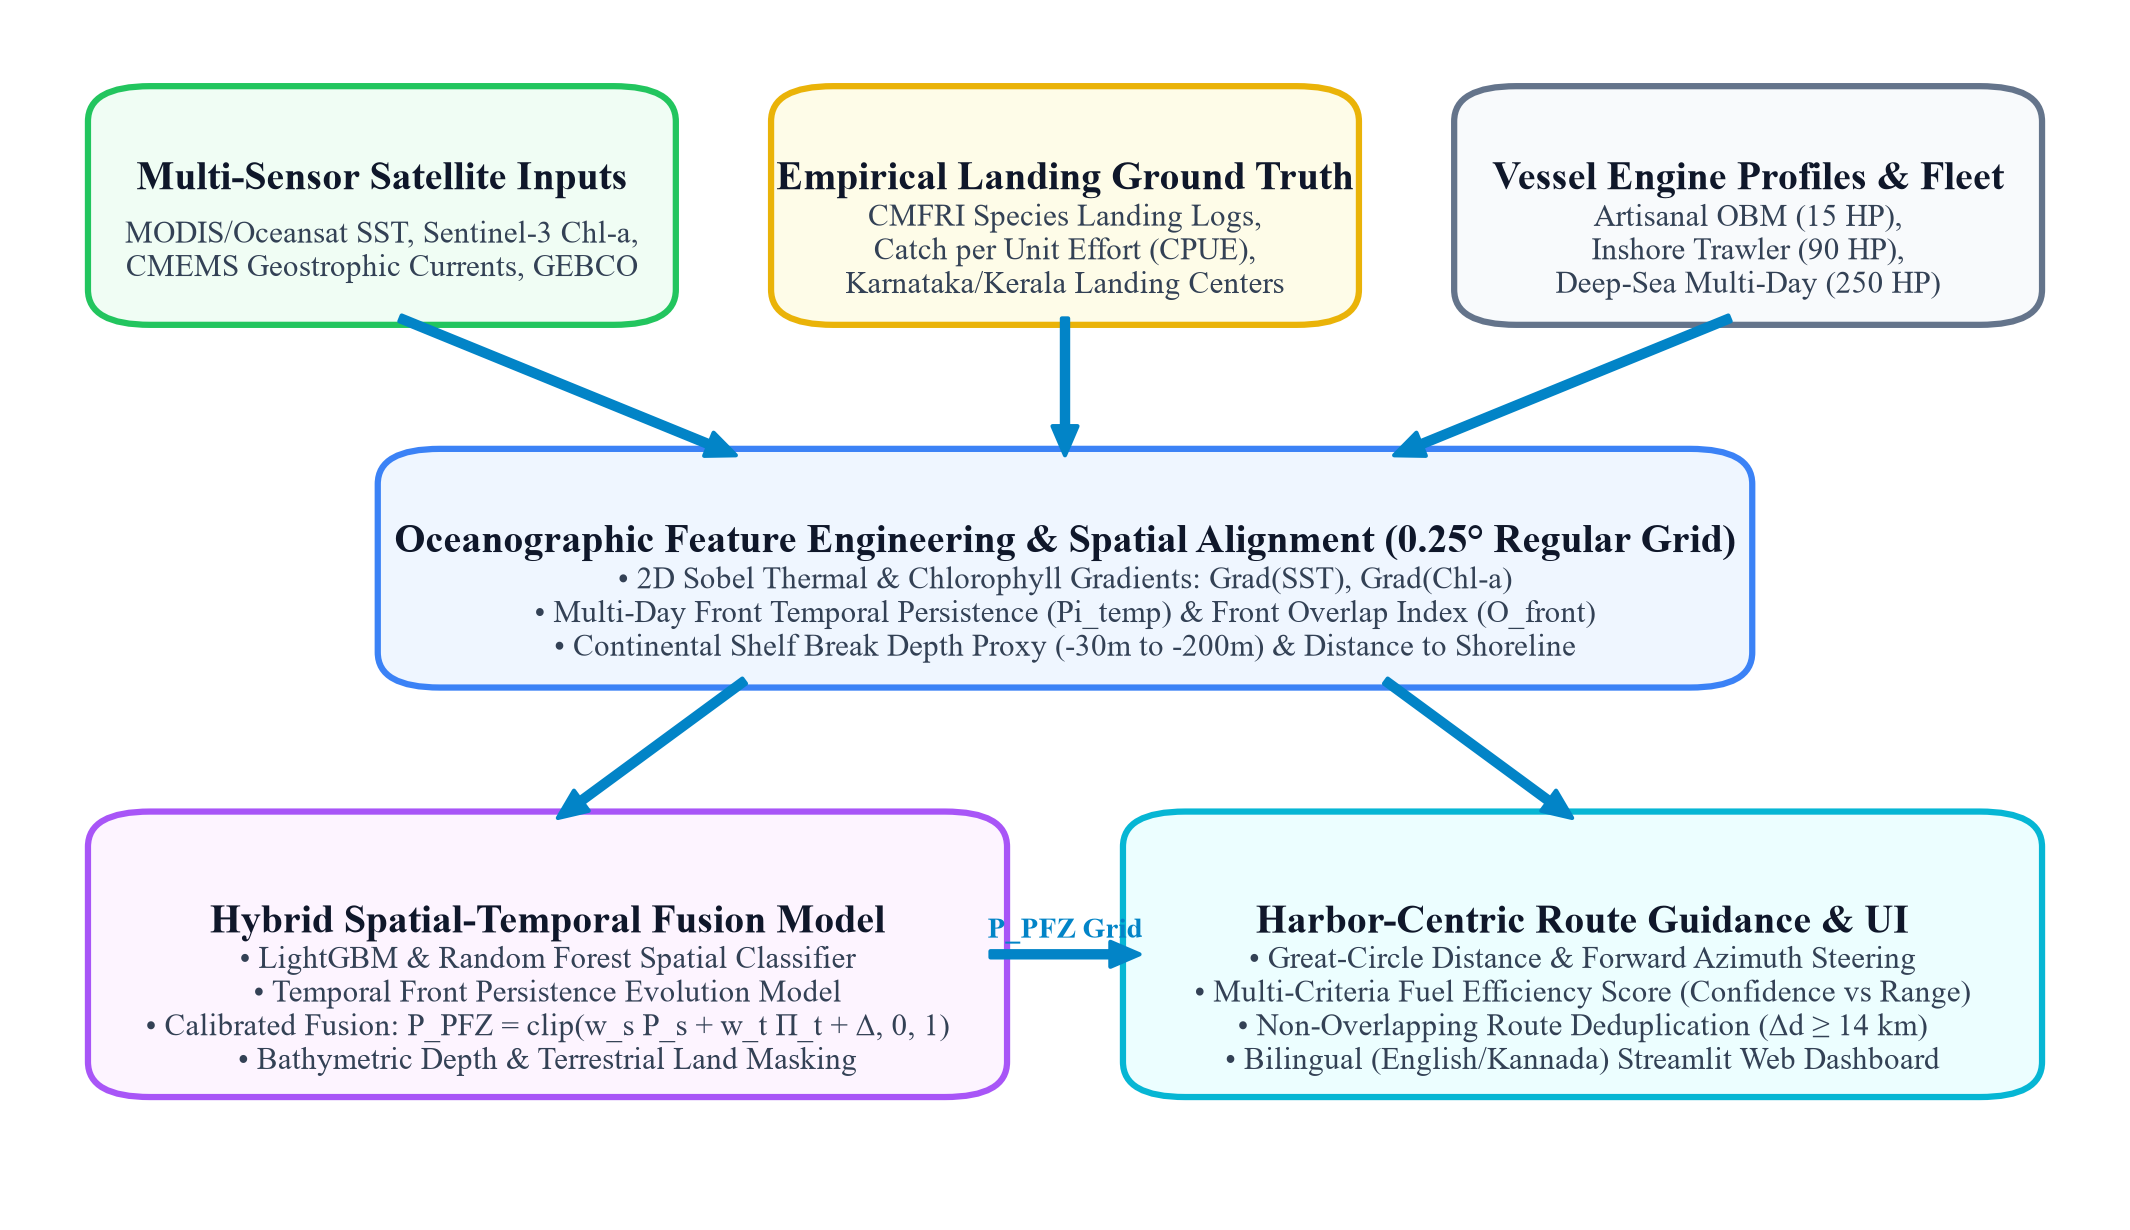 Multi-Sensor Satellite Inputs
MODIS/Oceansat SST, Sentinel-3 Chl-a,
CMEMS Geostrophic Currents, GEBCO
Empirical Landing Ground Truth
CMFRI Species Landing Logs,
Catch per Unit Effort (CPUE),
Karnataka/Kerala Landing Centers
Vessel Engine Profiles & Fleet
Artisanal OBM (15 HP),
Inshore Trawler (90 HP),
Deep-Sea Multi-Day (250 HP)
Oceanographic Feature Engineering & Spatial Alignment (0.25° Regular Grid)
• 2D Sobel Thermal & Chlorophyll Gradients: Grad(SST), Grad(Chl-a)
• Multi-Day Front Temporal Persistence (Pi_temp) & Front Overlap Index (O_front)
• Continental Shelf Break Depth Proxy (-30m to -200m) & Distance to Shoreline
Hybrid Spatial-Temporal Fusion Model
• LightGBM & Random Forest Spatial Classifier
• Temporal Front Persistence Evolution Model
• Calibrated Fusion: P_PFZ = clip(w_s P_s + w_t Π_t + Δ, 0, 1)
• Bathymetric Depth & Terrestrial Land Masking
P_PFZ Grid
Harbor-Centric Route Guidance & UI
• Great-Circle Distance & Forward Azimuth Steering
• Multi-Criteria Fuel Efficiency Score (Confidence vs Range)
• Non-Overlapping Route Deduplication (Δd ≥ 14 km)
• Bilingual (English/Kannada) Streamlit Web Dashboard